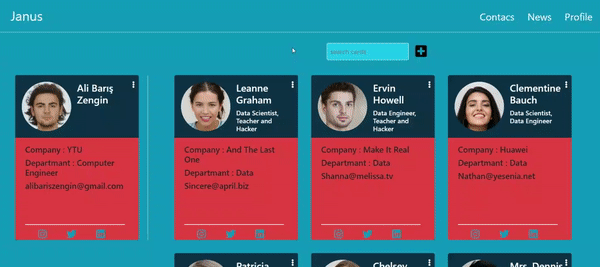 Janus
Contacs News Profile
search cards
Ali Barış
Zengin
Company : YTU
Departmant : Computer
Engineer
alibariszengin@gmail.com
Leanne
Graham
Data Scientist,
Teacher and
Hacker
Company : And The Last
One
Departmant : Data
Sincere@april.biz
Ervin
Howell
Data Engineer,
Teacher and
Hacker
Company : Make It Real
Departmant : Data
Shanna@melissa.tv
Clementine
Bauch
Data Scientist,
Data Engineer
Company : Huawei
Departmant : Data
Nathan@yesenia.net
Patricia
Chelsey
Mrs. Dennis